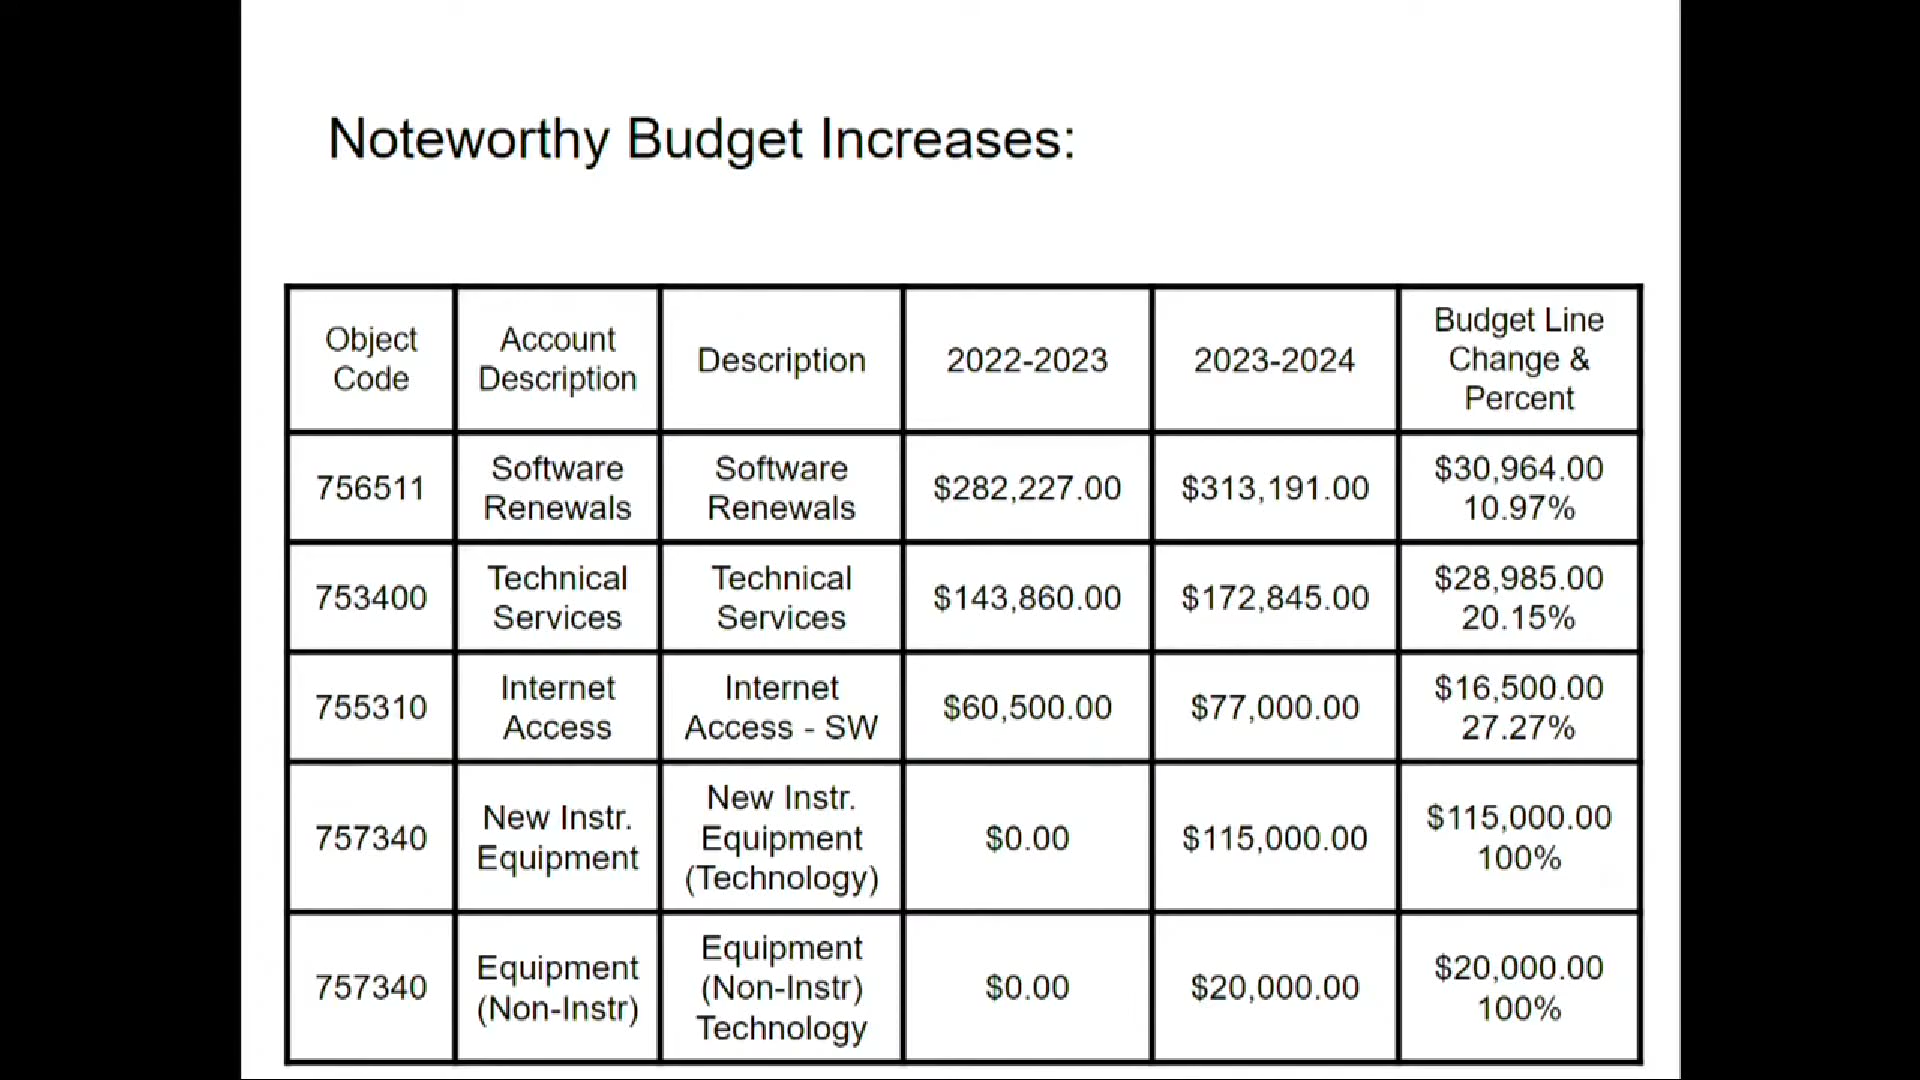 Noteworthy Budget Increases:
Object
Code
Account
Description
Description
2022-2023
2023-2024
Budget Line
Change &
Percent
756511
Software
Renewals
Software
Renewals
$282,227.00
$313,191.00
$30,964.00
10.97%
753400
Technical
Services
Technical
Services
$143,860.00
$172,845.00
$28,985.00
20.15%
755310
Internet
Access
Internet
Access - SW
$60,500.00
$77,000.00
$16,500.00
27.27%
757340
New Instr.
Equipment
New Instr.
Equipment
(Technology)
$0.00
$115,000.00
$115,000.00
100%
757340
Equipment
(Non-Instr)
Equipment
(Non-Instr)
Technology
$0.00
$20,000.00
$20,000.00
100%